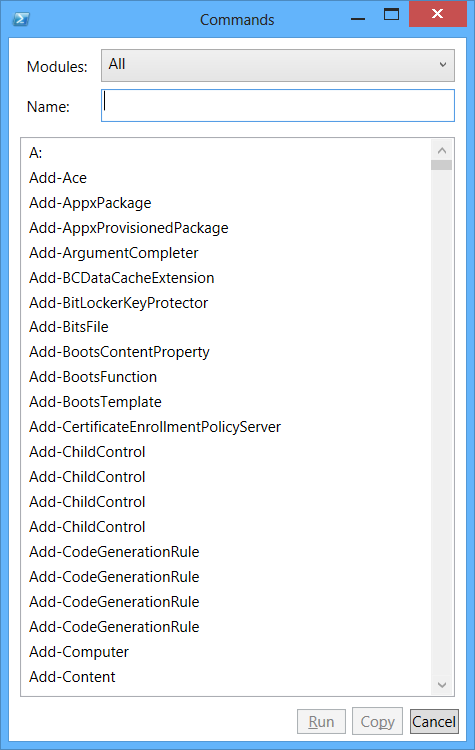 Commands
Modules: All
Name:
A:
Add-Ace
Add-AppxPackage
Add-AppxProvisionedPackage
Add-ArgumentCompleter
Add-BCDataCacheExtension
Add-BitLockerKeyProtector
Add-BitsFile
Add-BootsContentProperty
Add-BootsFunction
Add-BootsTemplate
Add-CertificateEnrollmentPolicyServer
Add-ChildControl
Add-ChildControl
Add-ChildControl
Add-ChildControl
Add-CodeGenerationRule
Add-CodeGenerationRule
Add-CodeGenerationRule
Add-CodeGenerationRule
Add-Computer
Add-Content
Run Copy Cancel